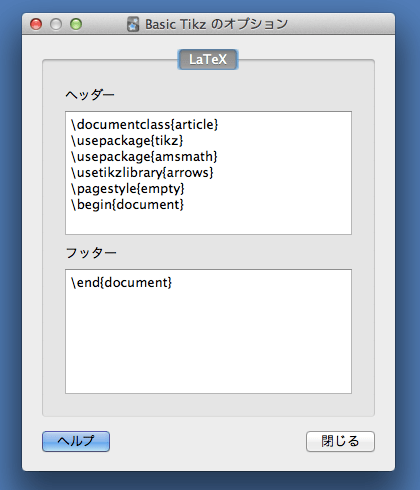 Basic Tikz のオプション
LaTeX
ヘッダー
\documentclass{article}
\usepackage{tikz}
\usepackage{amsmath}
\usetikzlibrary{arrows}
\pagestyle{empty}
\begin{document}
フッター
\end{document}
ヘルプ
閉じる